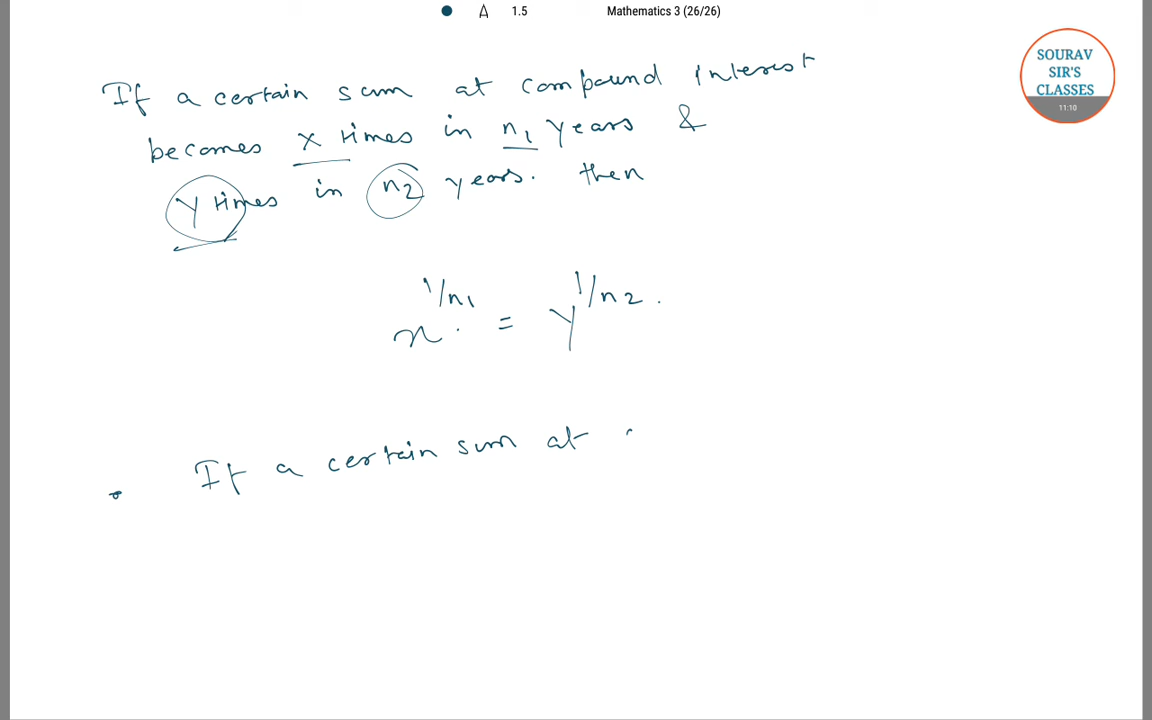 A 1.5 Mathematics 3 (26/26)
SOURAV
SIR'S
CLASSES
11:10
If a certain sum at compound interest
becomes X times in n1 years &
Y times in n2 years. then
x^1/n1 = y^1/n2.
If a certain sum at